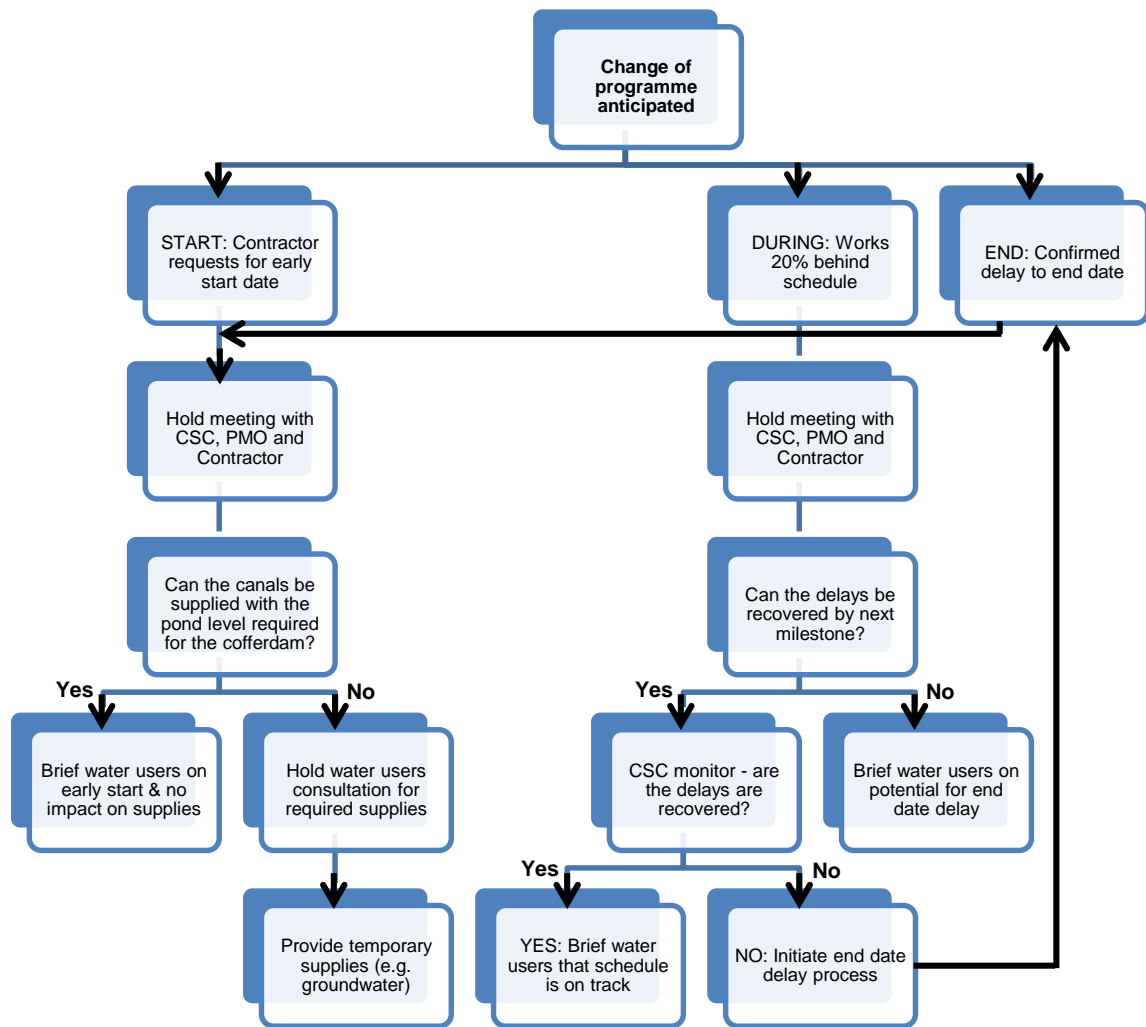 Change of
programme
anticipated
START: Contractor
requests for early
start date
DURING: Works
20% behind
schedule
END: Confirmed
delay to end date
Hold meeting with
CSC, PMO and
Contractor
Hold meeting with
CSC, PMO and
Contractor
Can the canals be
supplied with the
pond level required
for the cofferdam?
Can the delays be
recovered by next
milestone?
Yes
No
Yes
No
Brief water users on
early start & no
impact on supplies
Hold water users
consultation for
required supplies
CSC monitor - are
the delays are
recovered?
Brief water users on
potential for end
date delay
Yes
No
Provide temporary
supplies (e.g.
groundwater)
YES: Brief water
users that schedule
is on track
NO: Initiate end date
delay process